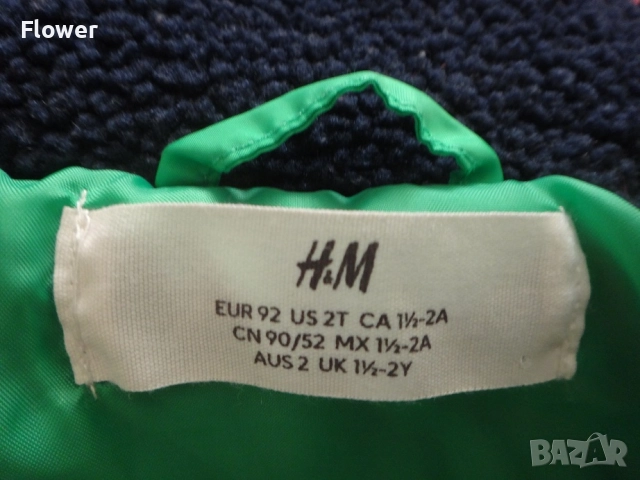 Flower
H&M
EUR 92 US 2T CA 1½-2A
CN 90/52 MX 1½-2A
AUS 2 UK 1½-2Y
BAZAR